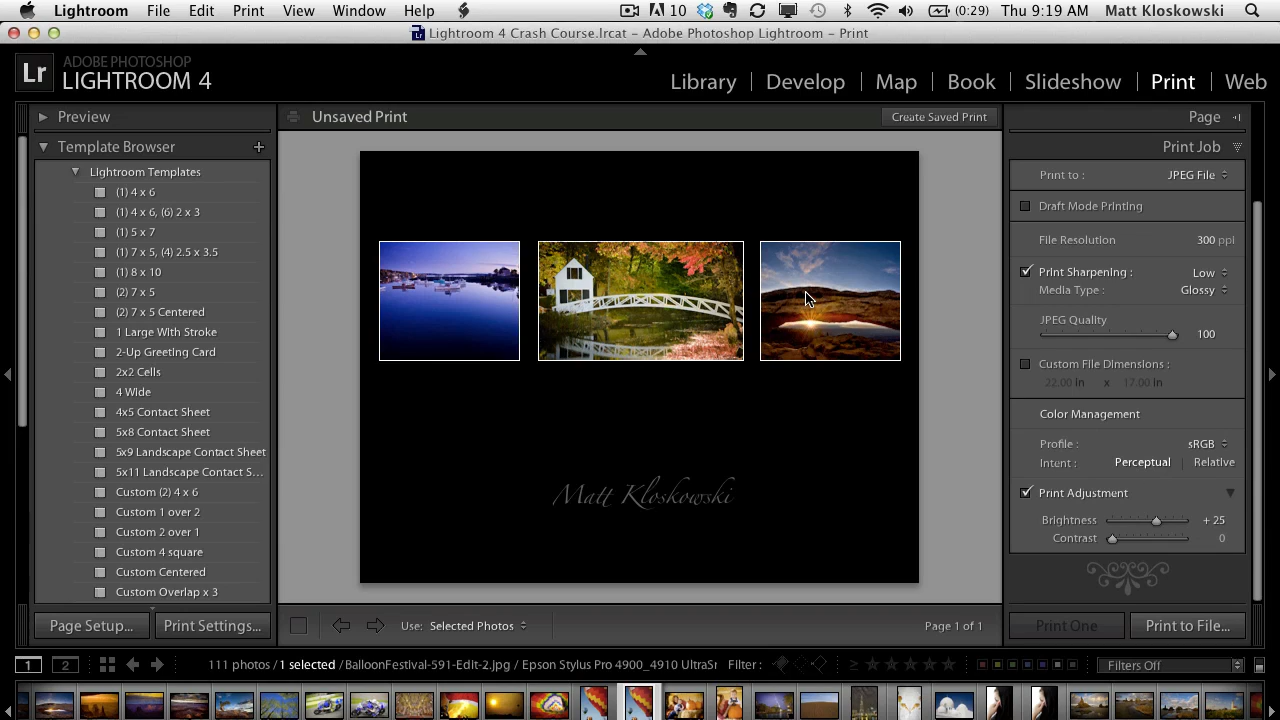 Lightroom File Edit Print View Window Help 10 (0:29) Thu 9:19 AM Matt Kloskowski
Lightroom 4 Crash Course.lrcat - Adobe Photoshop Lightroom - Print
Lr ADOBE PHOTOSHOP
LIGHTROOM 4
Library | Develop | Map | Book | Slideshow | Print | Web
Preview
Unsaved Print
Create Saved Print
Page
Template Browser +
Print Job
Lightroom Templates
(1) 4 x 6
(1) 4 x 6, (6) 2 x 3
(1) 5 x 7
(1) 7 x 5, (4) 2.5 x 3.5
(1) 8 x 10
(2) 7 x 5
(2) 7 x 5 Centered
1 Large With Stroke
2-Up Greeting Card
2x2 Cells
4 Wide
4x5 Contact Sheet
5x8 Contact Sheet
5x9 Landscape Contact Sheet
5x11 Landscape Contact S...
Custom (2) 4 x 6
Custom 1 over 2
Custom 2 over 1
Custom 4 square
Custom Centered
Custom Overlap x 3
Matt Kloskowski
Print to : JPEG File
Draft Mode Printing
File Resolution 300 ppi
Print Sharpening : Low
Media Type : Glossy
JPEG Quality
100
Custom File Dimensions :
22.00 in x 17.00 in
Color Management
Profile : sRGB
Intent : Perceptual | Relative
Print Adjustment
Brightness + 25
Contrast 0
Page Setup... Print Settings...
Use: Selected Photos
Page 1 of 1
Print One Print to File...
1 2 111 photos / 1 selected / BalloonFestival-591-Edit-2.jpg / Epson Stylus Pro 4900_4910 UltraSr Filter : Filters Off